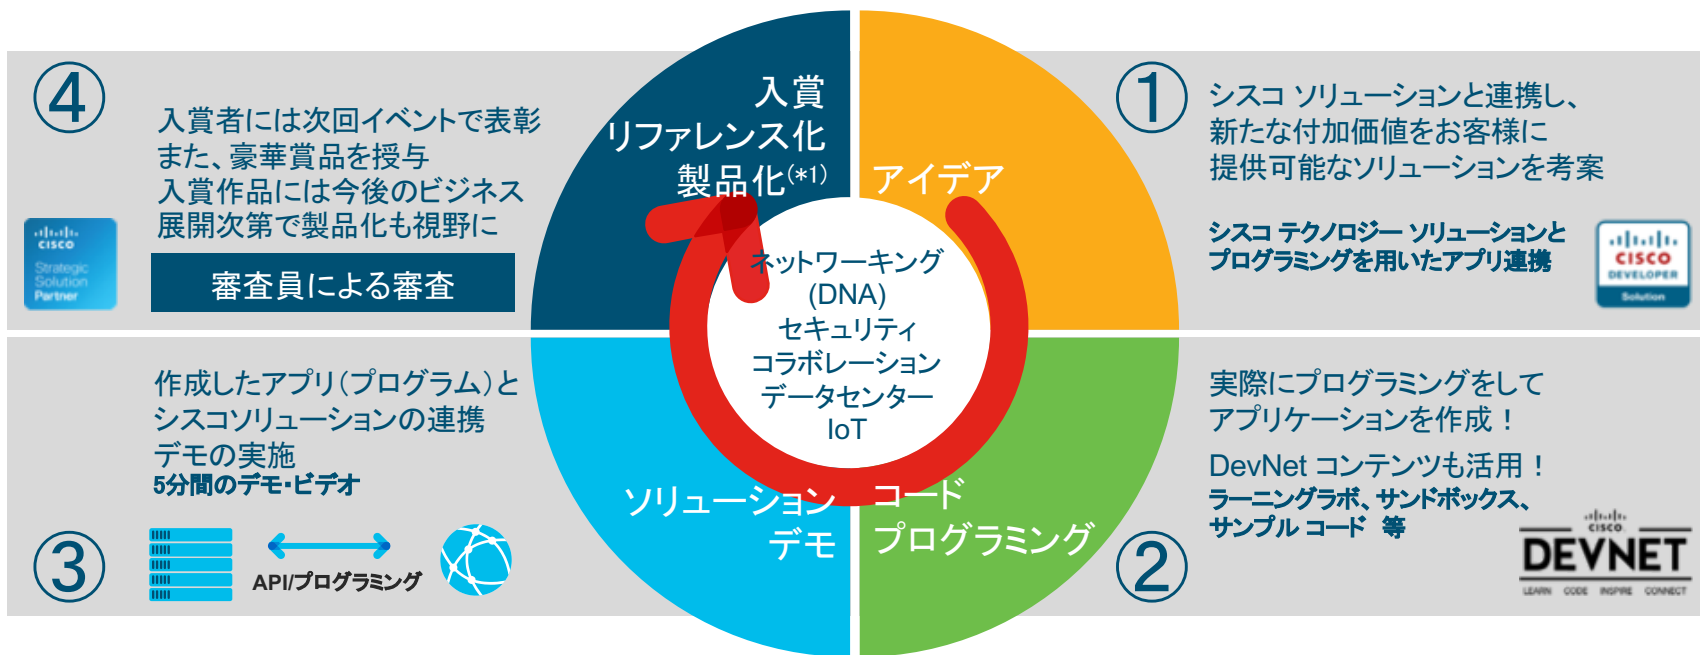 ①
シスコ ソリューションと連携し、
新たな付加価値をお客様に
提供可能なソリューションを考案
シスコ テクノロジー ソリューションと
プログラミングを用いたアプリ連携
CISCO
DEVELOPER
Solution
アイデア
②
実際にプログラミングをして
アプリケーションを作成！
DevNet コンテンツも活用！
ラーニングラボ、サンドボックス、
サンプル コード 等
CISCO
DEVNET
LEARN CODE INSPIRE CONNECT
コード
プログラミング
③
作成したアプリ（プログラム）と
シスコソリューションの連携
デモの実施
5分間のデモ・ビデオ
API/プログラミング
ソリューション
デモ
④
入賞者には次回イベントで表彰
また、豪華賞品を授与
入賞作品には今後のビジネス
展開次第で製品化も視野に
審査員による審査
CISCO
Strategic
Solution
Partner
入賞
リファレンス化
製品化(*1)
ネットワーキング
(DNA)
セキュリティ
コラボレーション
データセンター
IoT